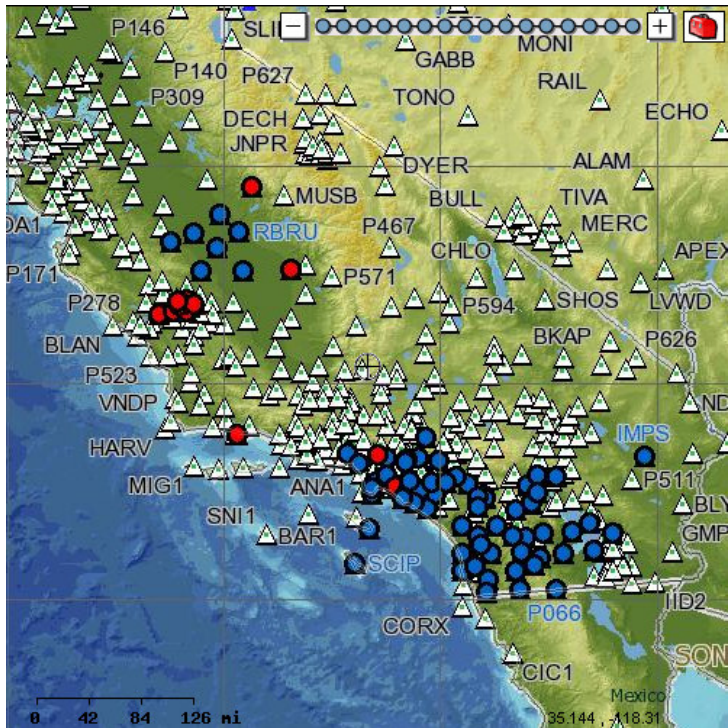 P146
SLI
MONI
GABB
P140
P627
RAIL
P309
TONO
ECHO
DECH
JNPR
DYER
ALAM
MUSB
BULL
TIVA
MERC
DA1
RBRU
P467
CHLO
APEX
P171
P571
P278
P594
SHOS
LVWD
BLAN
BKAP
P626
P523
VNDP
ND
HARV
IMPS
MIG1
ANA1
P511
SNI1
BLY
BAR1
GMP
SCIP
P066
IID2
CORX
CIC1
SON
Mexico
0 42 84 126 mi
35.144 , -118.31